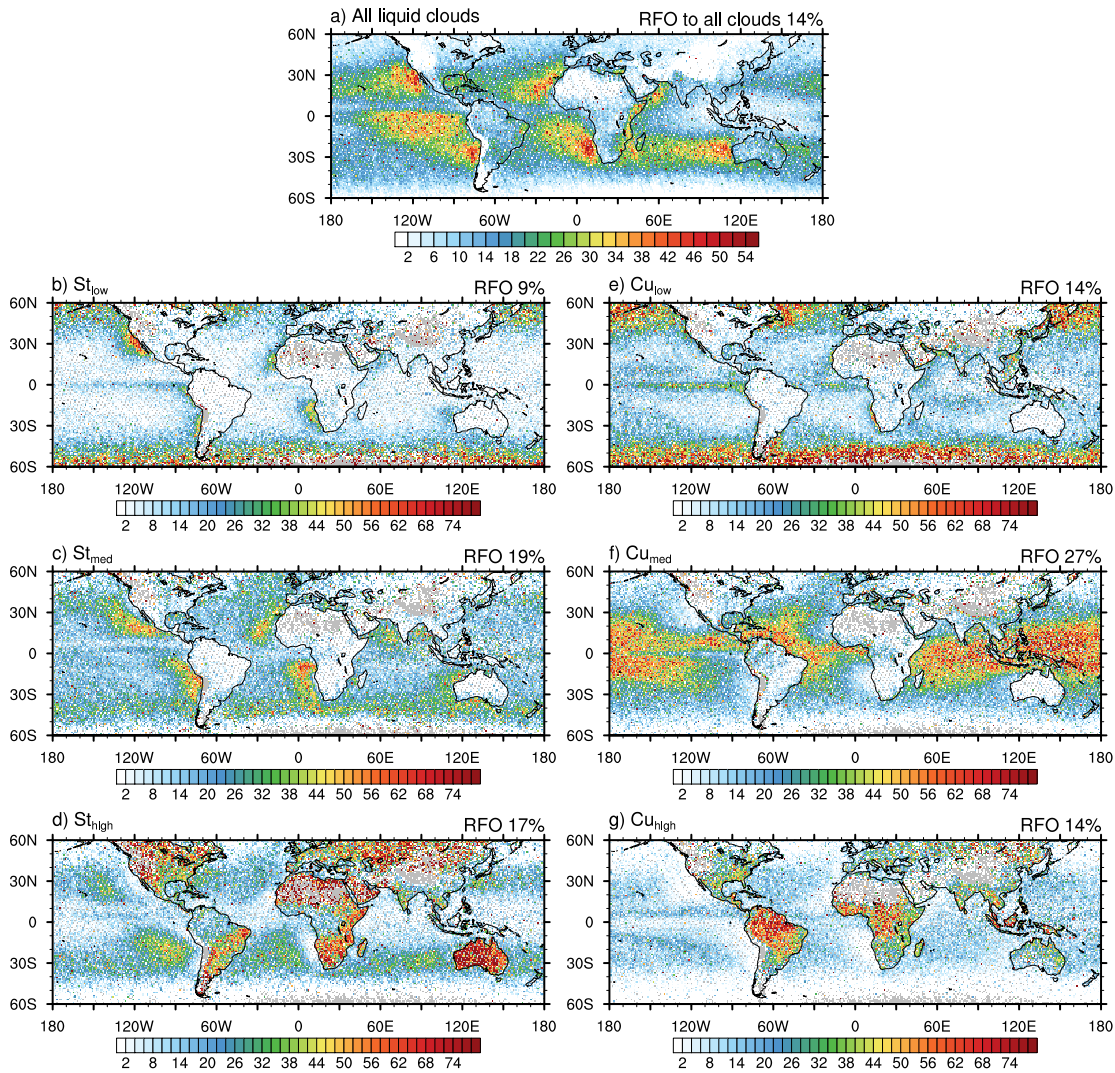 a) All liquid clouds RFO to all clouds 14%
60N
30N
0
30S
60S
180 120W 60W 0 60E 120E 180
2 6 10 14 18 22 26 30 34 38 42 46 50 54
b) Stlow RFO 9%
60N
30N
0
30S
60S
180 120W 60W 0 60E 120E 180
2 8 14 20 26 32 38 44 50 56 62 68 74
e) Culow RFO 14%
60N
30N
0
30S
60S
180 120W 60W 0 60E 120E 180
2 8 14 20 26 32 38 44 50 56 62 68 74
c) Stmed RFO 19%
60N
30N
0
30S
60S
180 120W 60W 0 60E 120E 180
2 8 14 20 26 32 38 44 50 56 62 68 74
f) Cumed RFO 27%
60N
30N
0
30S
60S
180 120W 60W 0 60E 120E 180
2 8 14 20 26 32 38 44 50 56 62 68 74
d) Sthigh RFO 17%
60N
30N
0
30S
60S
180 120W 60W 0 60E 120E 180
2 8 14 20 26 32 38 44 50 56 62 68 74
g) Cuhigh RFO 14%
60N
30N
0
30S
60S
180 120W 60W 0 60E 120E 180
2 8 14 20 26 32 38 44 50 56 62 68 74